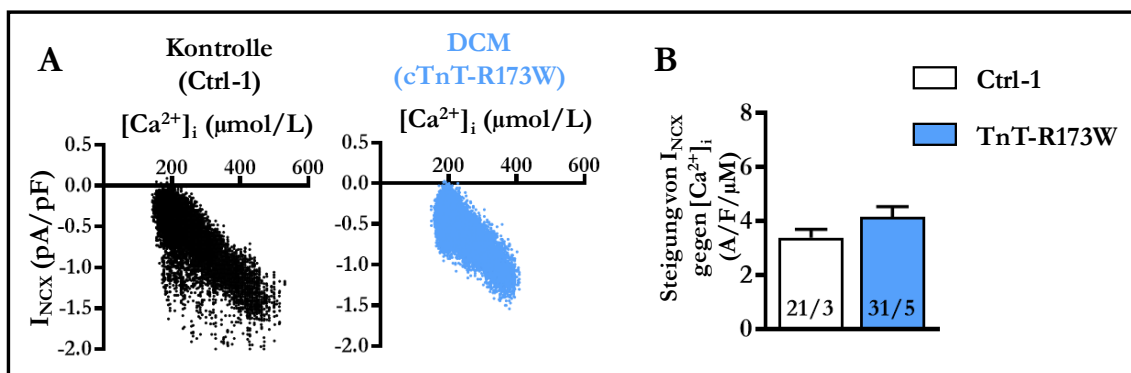 A
Kontrolle
(Ctrl-1)
[Ca²⁺]ᵢ (µmol/L)
200 400 600
0.5
0.0
-0.5
-1.0
-1.5
-2.0
I_NCX (pA/pF)
DCM
(cTnT-R173W)
[Ca²⁺]ᵢ (µmol/L)
200 400 600
0.5
0.0
-0.5
-1.0
-1.5
-2.0
B
Ctrl-1
TnT-R173W
Steigung von I_NCX
gegen [Ca²⁺]ᵢ
(A/F/µM)
8
6
4
2
0
21/3 31/5